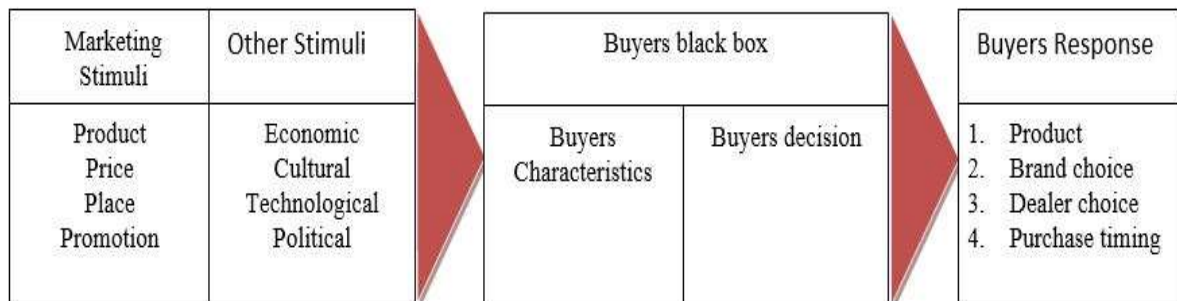 Marketing
Stimuli
Other Stimuli
Buyers black box
Buyers Response
Product
Price
Place
Promotion
Economic
Cultural
Technological
Political
Buyers
Characteristics
Buyers decision
1. Product
2. Brand choice
3. Dealer choice
4. Purchase timing